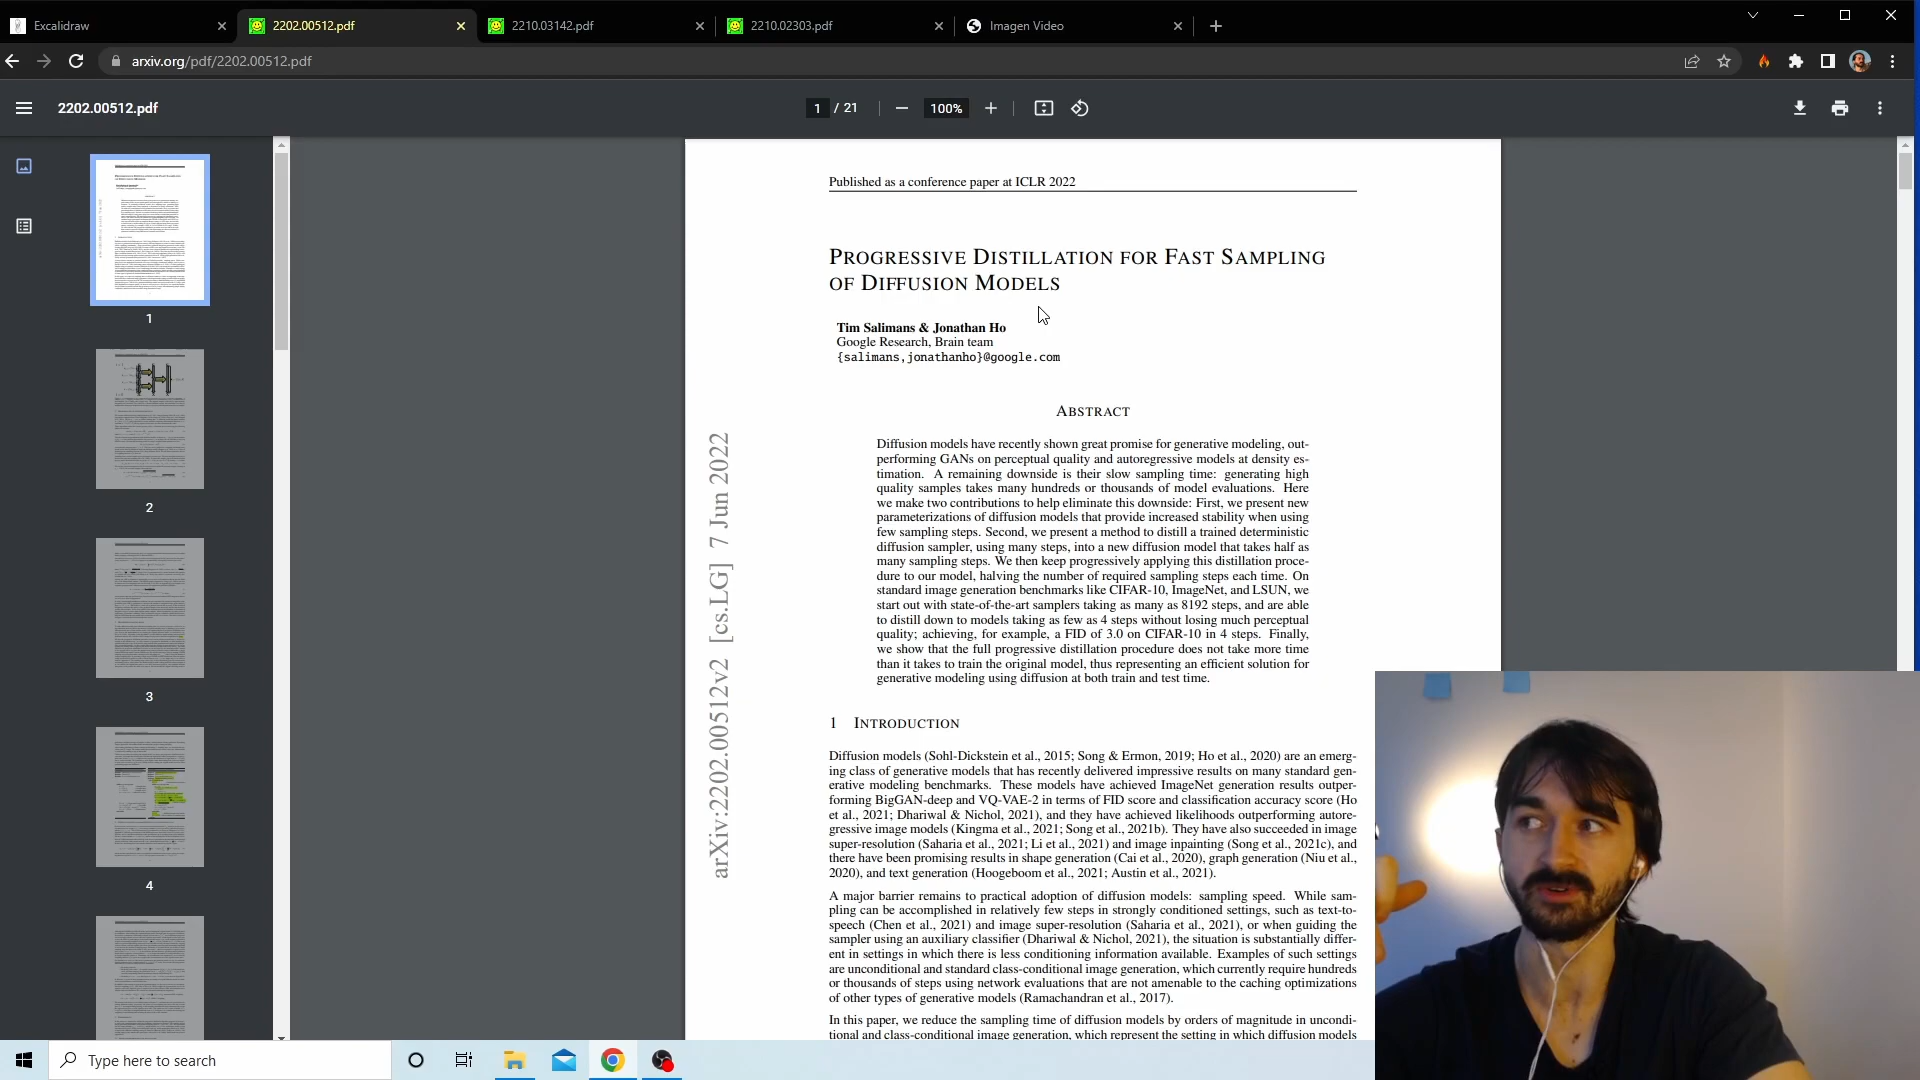 Excalidraw
2202.00512.pdf
2210.03142.pdf
2210.02303.pdf
Imagen Video
arxiv.org/pdf/2202.00512.pdf
2202.00512.pdf
1 / 21
100%
1
2
3
4
Published as a conference paper at ICLR 2022
PROGRESSIVE DISTILLATION FOR FAST SAMPLING
OF DIFFUSION MODELS
Tim Salimans & Jonathan Ho
Google Research, Brain team
{salimans,jonathanho}@google.com
ABSTRACT
Diffusion models have recently shown great promise for generative modeling, out-
performing GANs on perceptual quality and autoregressive models at density es-
timation. A remaining downside is their slow sampling time: generating high
quality samples takes many hundreds or thousands of model evaluations. Here
we make two contributions to help eliminate this downside: First, we present new
parameterizations of diffusion models that provide increased stability when using
few sampling steps. Second, we present a method to distill a trained deterministic
diffusion sampler, using many steps, into a new diffusion model that takes half as
many sampling steps. We then keep progressively applying this distillation proce-
dure to our model, halving the number of required sampling steps each time. On
standard image generation benchmarks like CIFAR-10, ImageNet, and LSUN, we
start out with state-of-the-art samplers taking as many as 8192 steps, and are able
to distill down to models taking as few as 4 steps without losing much perceptual
quality; achieving, for example, a FID of 3.0 on CIFAR-10 in 4 steps. Finally,
we show that the full progressive distillation procedure does not take more time
than it takes to train the original model, thus representing an efficient solution for
generative modeling using diffusion at both train and test time.
arXiv:2202.00512v2 [cs.LG] 7 Jun 2022
1 INTRODUCTION
Diffusion models (Sohl-Dickstein et al., 2015; Song & Ermon, 2019; Ho et al., 2020) are an emerg-
ing class of generative models that has recently delivered impressive results on many standard gen-
erative modeling benchmarks. These models have achieved ImageNet generation results outper-
forming BigGAN-deep and VQ-VAE-2 in terms of FID score and classification accuracy score (Ho
et al., 2021; Dhariwal & Nichol, 2021), and they have achieved likelihoods outperforming autore-
gressive image models (Kingma et al., 2021; Song et al., 2021b). They have also succeeded in image
super-resolution (Saharia et al., 2021; Li et al., 2021) and image inpainting (Song et al., 2021c), and
there have been promising results in shape generation (Cai et al., 2020), graph generation (Niu et al.,
2020), and text generation (Hoogeboom et al., 2021; Austin et al., 2021).
A major barrier remains to practical adoption of diffusion models: sampling speed. While sam-
pling can be accomplished in relatively few steps in strongly conditioned settings, such as text-to-
speech (Chen et al., 2021) and image super-resolution (Saharia et al., 2021), or when guiding the
sampler using an auxiliary classifier (Dhariwal & Nichol, 2021), the situation is substantially differ-
ent in settings in which there is less conditioning information available. Examples of such settings
are unconditional and standard class-conditional image generation, which currently require hundreds
or thousands of steps using network evaluations that are not amenable to the caching optimizations
of other types of generative models (Ramachandran et al., 2017).
In this paper, we reduce the sampling time of diffusion models by orders of magnitude in uncondi-
tional and class-conditional image generation, which represent the setting in which diffusion models
Type here to search